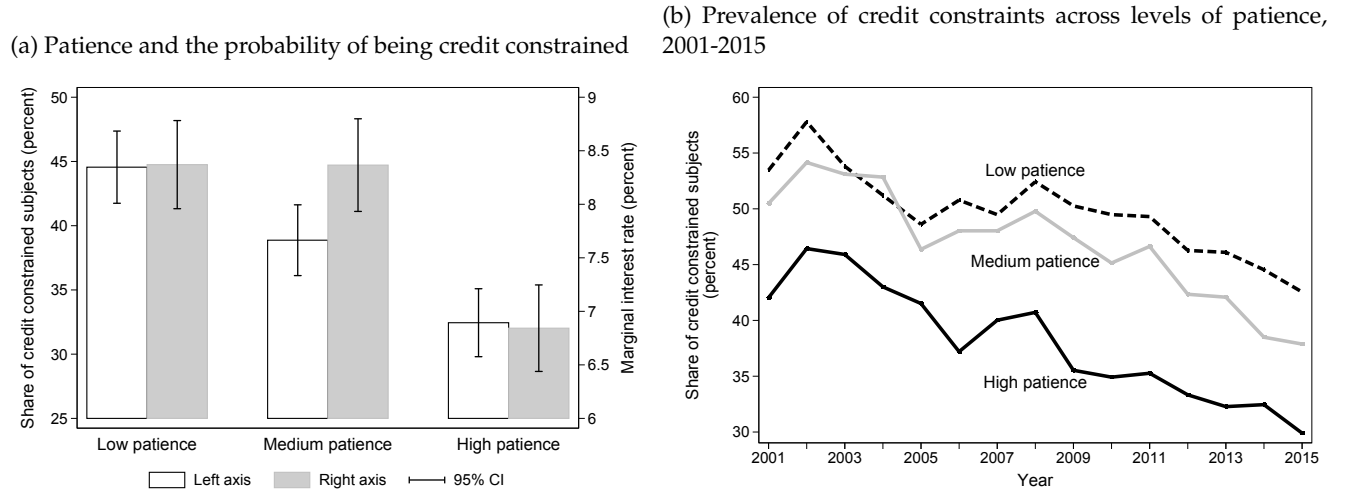 (a) Patience and the probability of being credit constrained
50
45
40
35
30
25
Share of credit constrained subjects (percent)
9
8.5
8
7.5
7
6.5
6
Marginal interest rate (percent)
Low patience
Medium patience
High patience
Left axis
Right axis
95% CI
(b) Prevalence of credit constraints across levels of patience,
2001-2015
60
55
50
45
40
35
30
Share of credit constrained subjects
(percent)
Low patience
Medium patience
High patience
2001
2003
2005
2007
2009
2011
2013
2015
Year